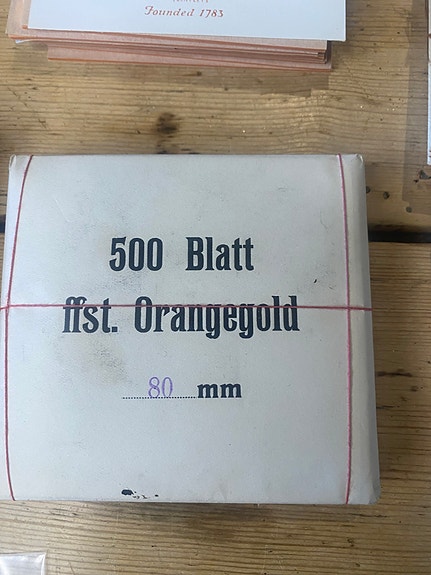 Founded 1783
500 Blatt
ffst. Orangegold
80 mm